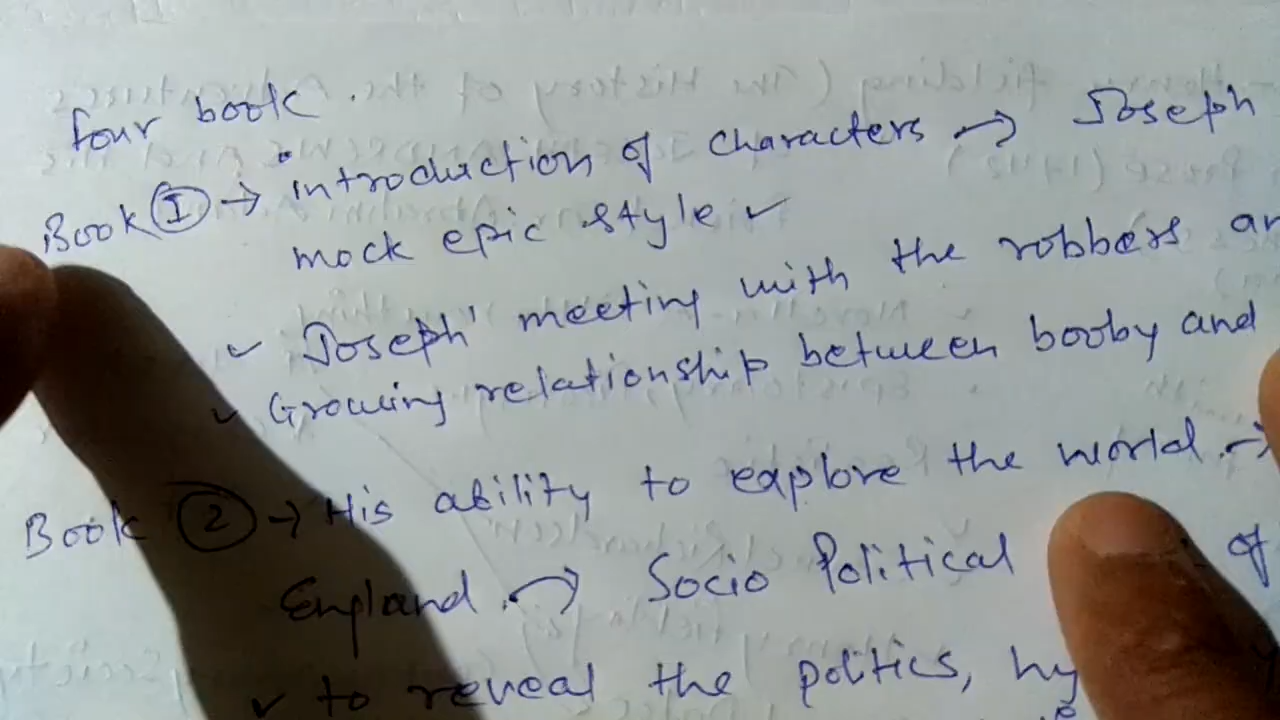 four book.
Book ① → introduction of characters → Joseph
mock epic style ✓
✓ Joseph' meeting with the robbers
✓ Growing relationship between booby and
Book ② → His ability to explore the world. →
England. → Socio Political of
✓ to reveal the politics,